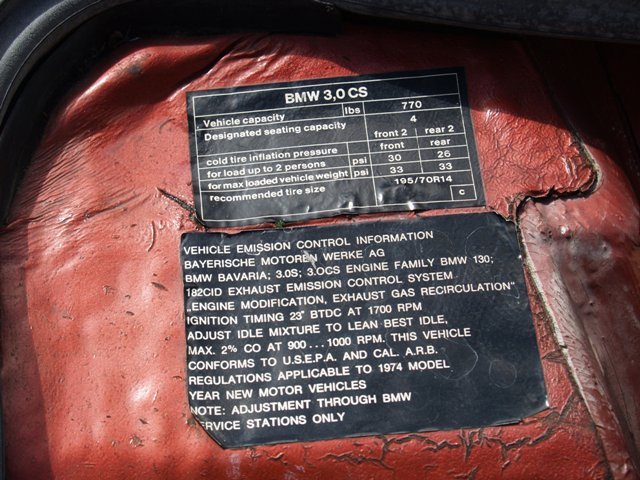 BMW 3,0 CS
Vehicle capacity lbs 770
Designated seating capacity 4
front 2 rear 2
cold tire inflation pressure front rear
for load up to 2 persons psi 30 26
for max loaded vehicle weight psi 33 33
recommended tire size 195/70R14
c
VEHICLE EMISSION CONTROL INFORMATION
BAYERISCHE MOTOREN WERKE AG
BMW BAVARIA; 3.0S; 3.OCS ENGINE FAMILY BMW 130;
182CID EXHAUST EMISSION CONTROL SYSTEM
„ENGINE MODIFICATION, EXHAUST GAS RECIRCULATION”
IGNITION TIMING 23° BTDC AT 1700 RPM
ADJUST IDLE MIXTURE TO LEAN BEST IDLE,
MAX. 2% CO AT 900...1000 RPM. THIS VEHICLE
CONFORMS TO U.S.E.P.A. AND CAL. A.R.B.
REGULATIONS APPLICABLE TO 1974 MODEL
YEAR NEW MOTOR VEHICLES
NOTE: ADJUSTMENT THROUGH BMW
SERVICE STATIONS ONLY